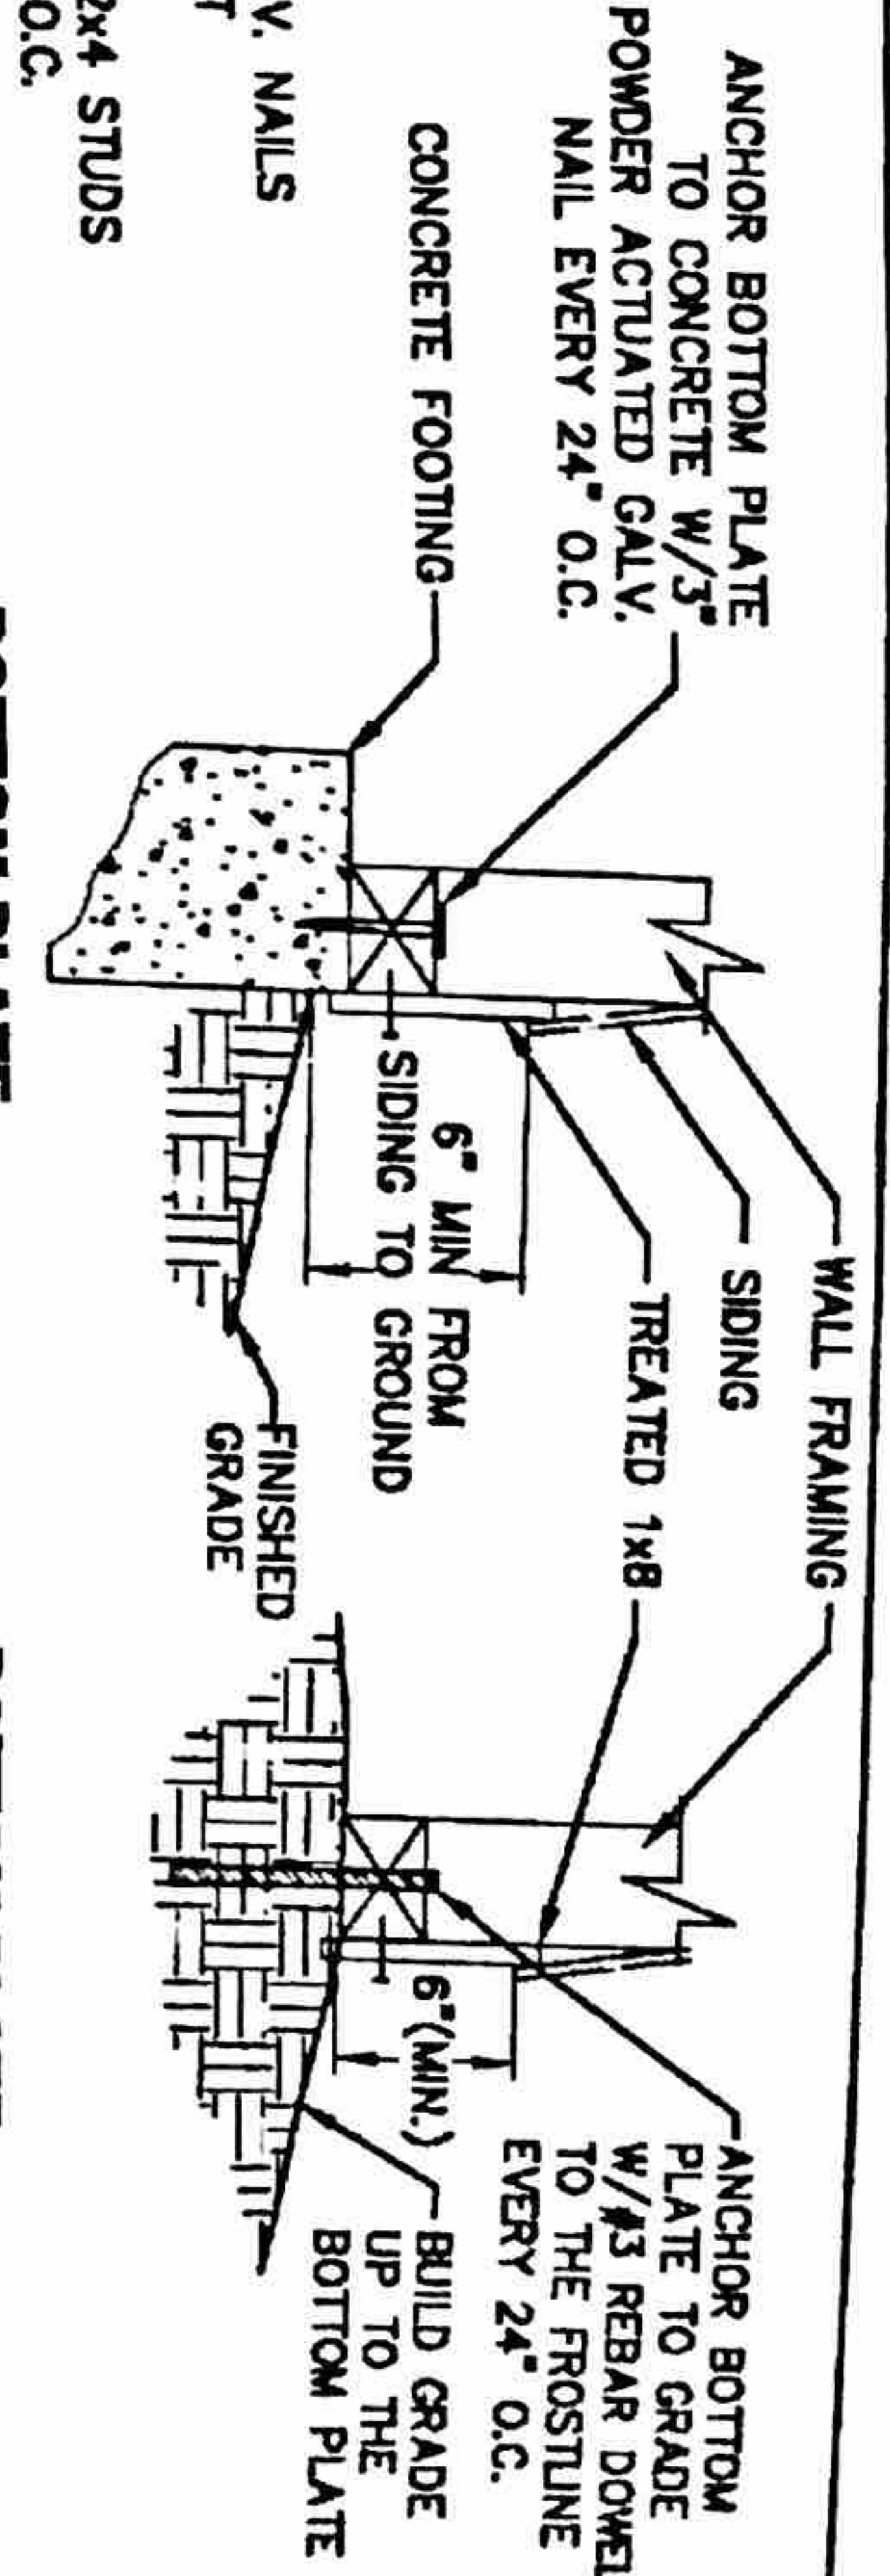 ANCHOR BOTTOM PLATE
TO CONCRETE W/3"
POWDER ACTUATED GALV.
NAIL EVERY 24" O.C.
CONCRETE FOOTING
V. NAILS
2x4 STUDS
O.C.
WALL FRAMING
SIDING
TREATED 1x8
6" MIN FROM
SIDING TO GROUND
FINISHED
GRADE
6"(MIN.)
ANCHOR BOTTOM
PLATE TO GRADE
W/#3 REBAR DOWEL
TO THE FROSTLINE
EVERY 24" O.C.
BUILD GRADE
UP TO THE
BOTTOM PLATE